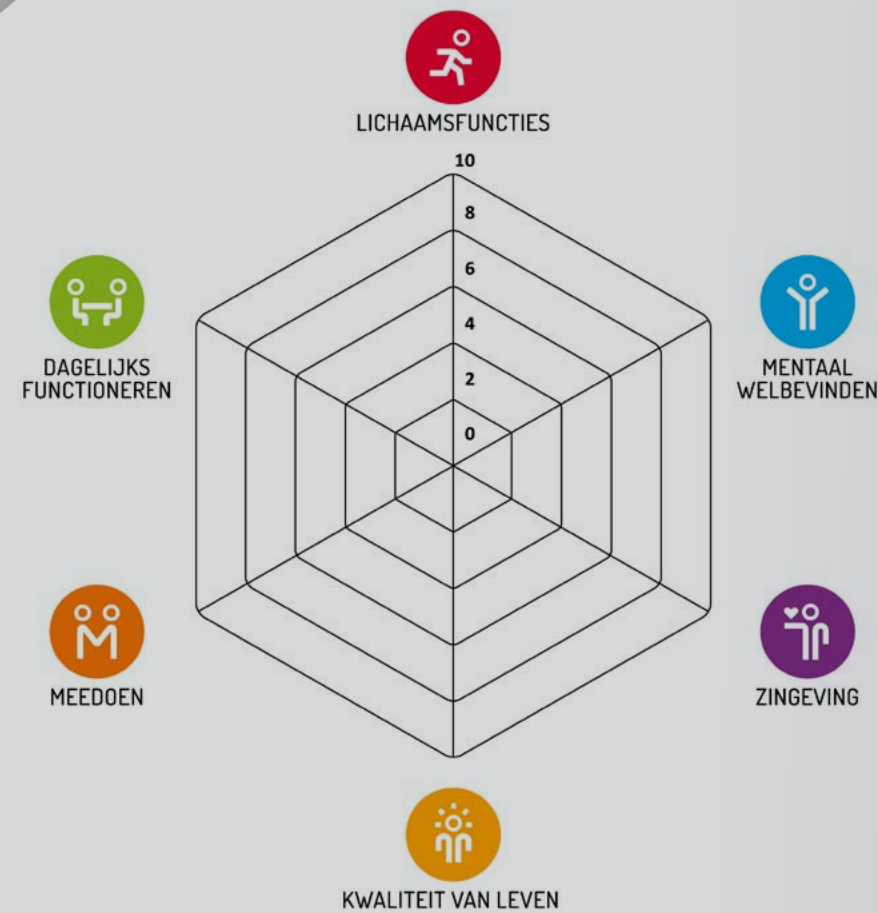 LICHAAMSFUNCTIES
10
8
6
4
2
0
DAGELIJKS
FUNCTIONEREN
MENTAAL
WELBEVINDEN
MEEDOEN
ZINGEVING
KWALITEIT VAN LEVEN